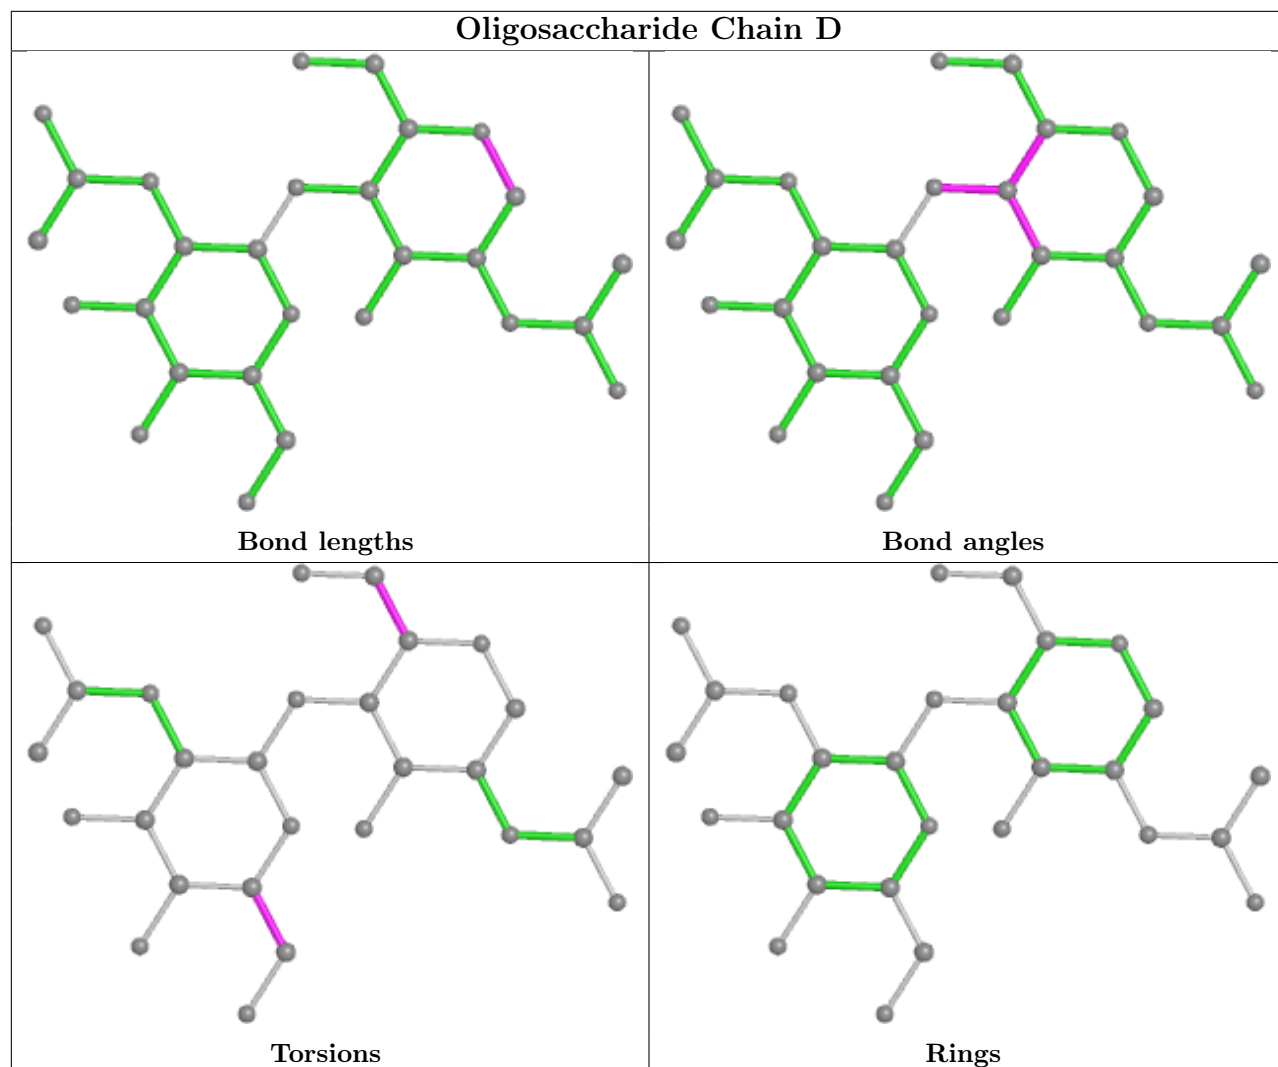 Oligosaccharide Chain D
Bond lengths
Bond angles
Torsions
Rings